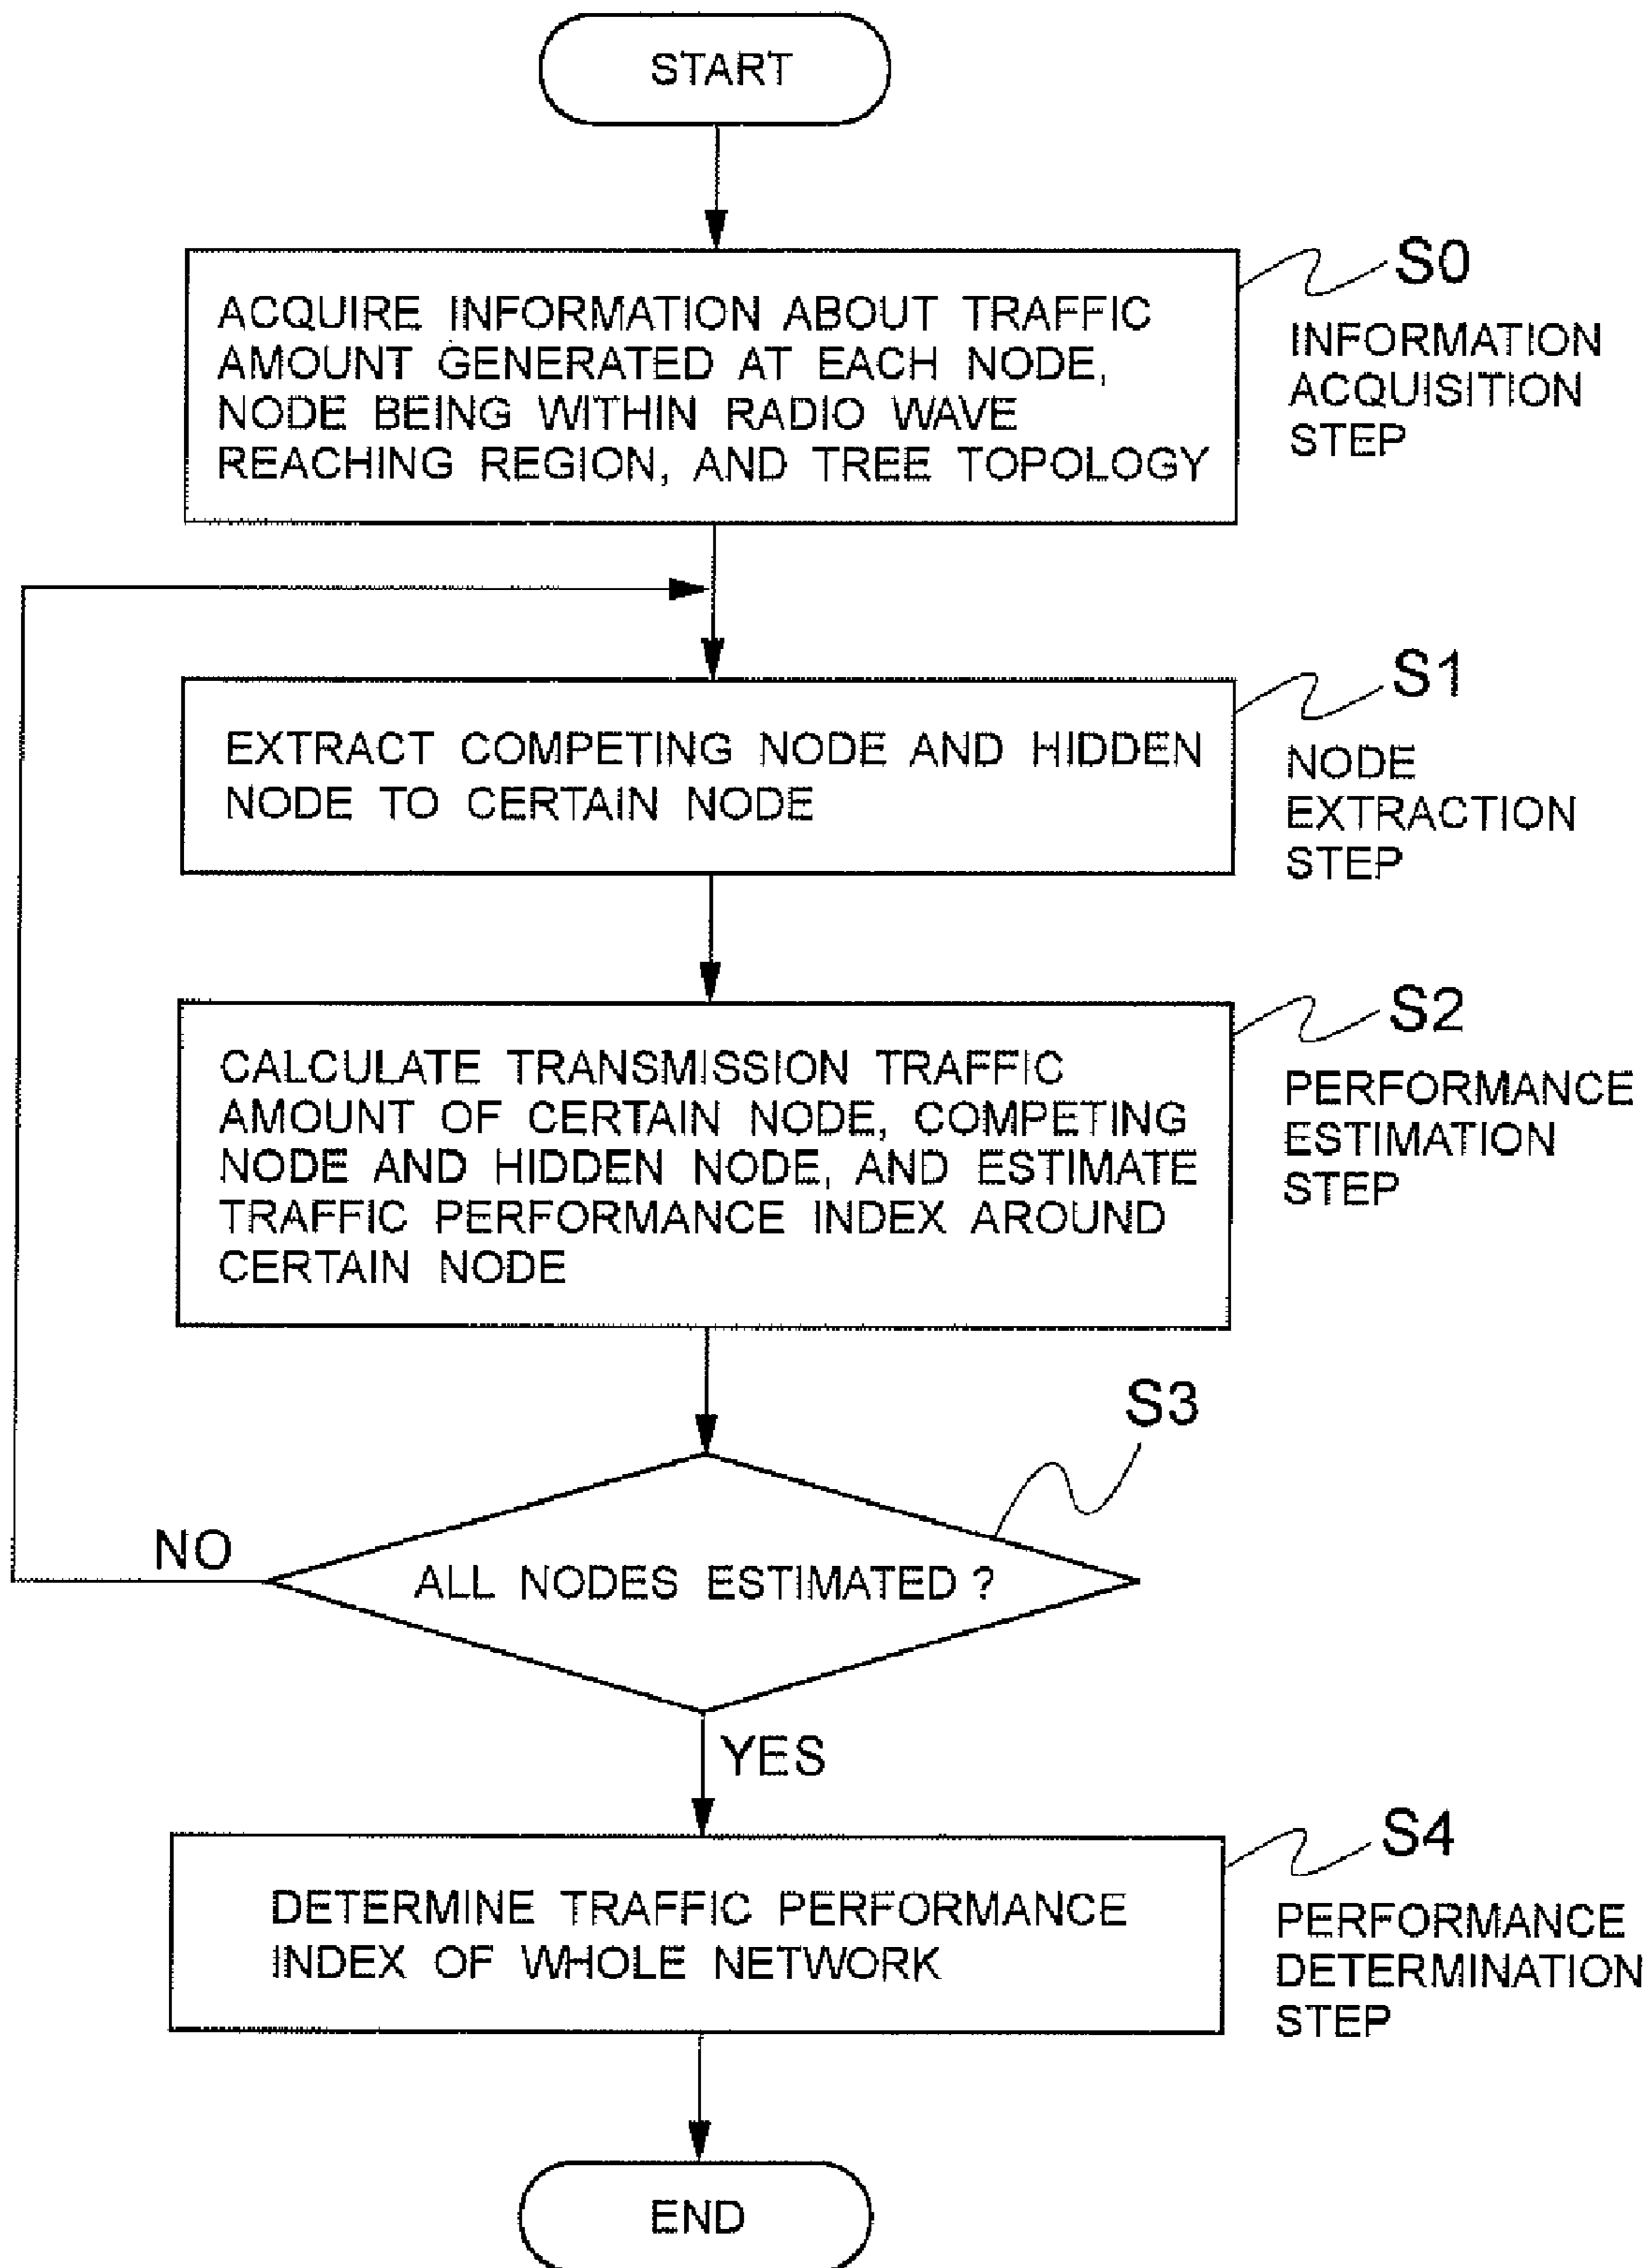 START
S0
ACQUIRE INFORMATION ABOUT TRAFFIC
AMOUNT GENERATED AT EACH NODE,
NODE BEING WITHIN RADIO WAVE
REACHING REGION, AND TREE TOPOLOGY
INFORMATION
ACQUISITION
STEP
S1
EXTRACT COMPETING NODE AND HIDDEN
NODE TO CERTAIN NODE
NODE
EXTRACTION
STEP
S2
CALCULATE TRANSMISSION TRAFFIC
AMOUNT OF CERTAIN NODE, COMPETING
NODE AND HIDDEN NODE, AND ESTIMATE
TRAFFIC PERFORMANCE INDEX AROUND
CERTAIN NODE
PERFORMANCE
ESTIMATION
STEP
S3
NO
ALL NODES ESTIMATED ?
YES
S4
DETERMINE TRAFFIC PERFORMANCE
INDEX OF WHOLE NETWORK
PERFORMANCE
DETERMINATION
STEP
END